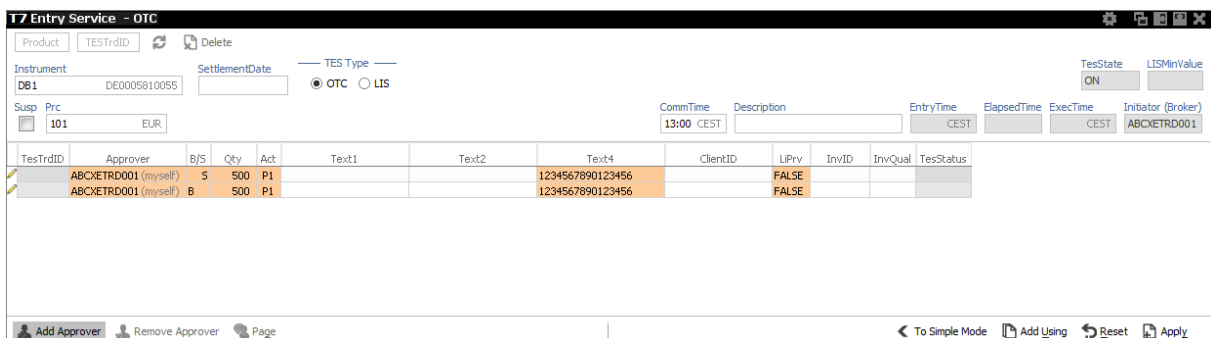 T7 Entry Service - OTC
Product TESTrdID Delete
Instrument SettlementDate TES Type TesState LISMinValue
DB1 DE0005810055 OTC LIS ON
Susp Prc CommTime Description EntryTime ElapsedTime ExecTime Initiator (Broker)
101 EUR 13:00 CEST CEST CEST ABCXETRD001
TesTrdID Approver B/S Qty Act Text1 Text2 Text4 ClientID LiPrv InvID InvQual TesStatus
ABCXETRD001 (myself) S 500 P1 1234567890123456 FALSE
ABCXETRD001 (myself) B 500 P1 1234567890123456 FALSE
Add Approver Remove Approver Page To Simple Mode Add Using Reset Apply